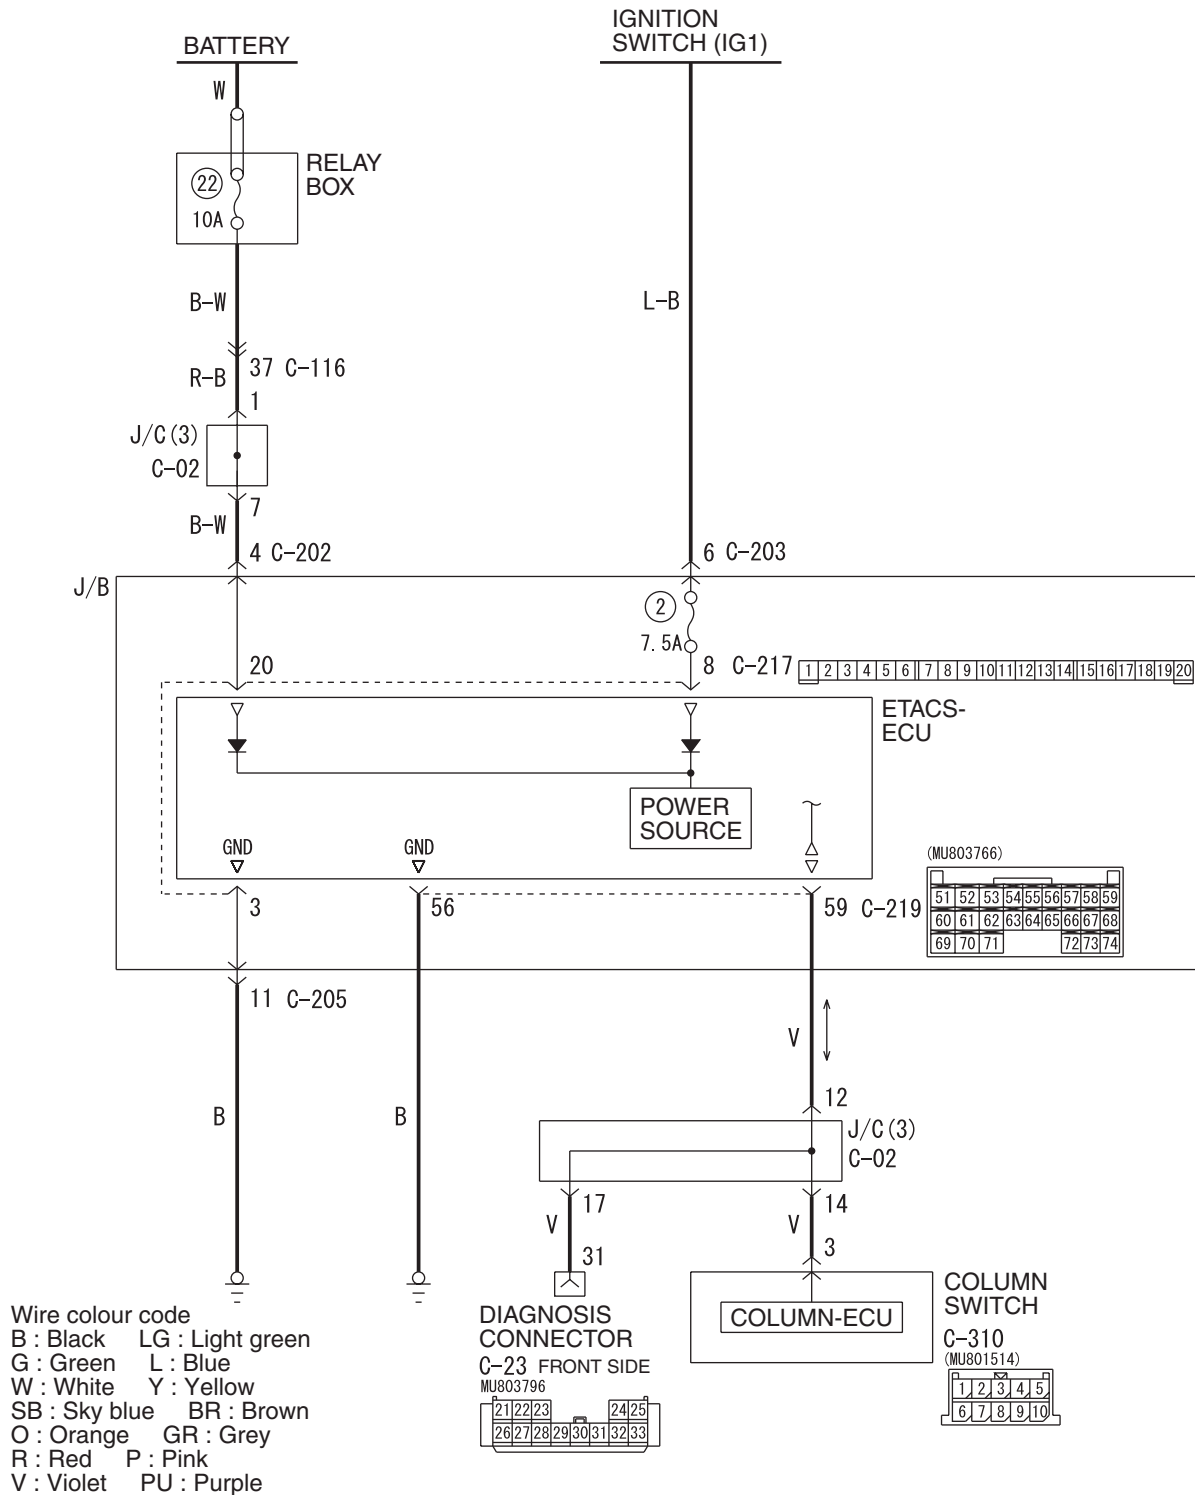 IGNITION
SWITCH (IG1)
BATTERY
W
RELAY
BOX
22
10A
B-W
L-B
37 C-116
R-B
1
J/C(3)
C-02
7
B-W
4 C-202
6 C-203
J/B
2
7.5A
20
8 C-217
1 2 3 4 5 6 7 8 9 10 11 12 13 14 15 16 17 18 19 20
ETACS-
ECU
POWER
SOURCE
GND
GND
(MU803766)
51 52 53 54 55 56 57 58 59
60 61 62 63 64 65 66 67 68
69 70 71 72 73 74
3
56
59 C-219
11 C-205
V
B
B
12
J/C(3)
C-02
17
14
V
V
31
3
COLUMN-ECU
COLUMN
SWITCH
C-310
(MU801514)
1 2 3 4 5
6 7 8 9 10
DIAGNOSIS
CONNECTOR
C-23 FRONT SIDE
MU803796
21 22 23 24 25
26 27 28 29 30 31 32 33
Wire colour code
B : Black LG : Light green
G : Green L : Blue
W : White Y : Yellow
SB : Sky blue BR : Brown
O : Orange GR : Grey
R : Red P : Pink
V : Violet PU : Purple